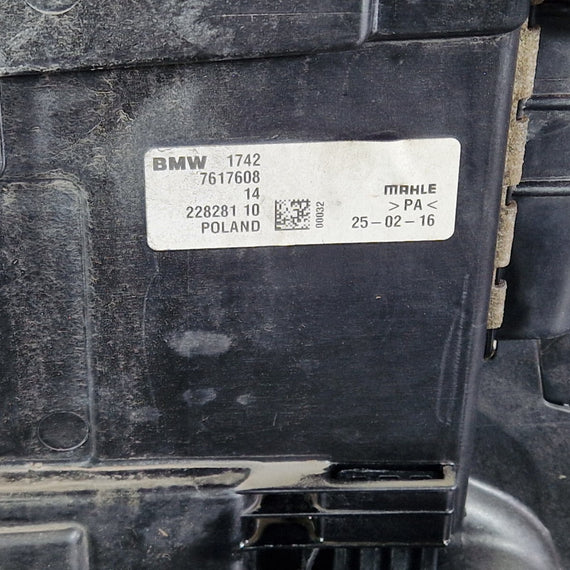 BMW 1742
7617608
14
228281 10
POLAND
00032
MAHLE
>PA<
25-02-16